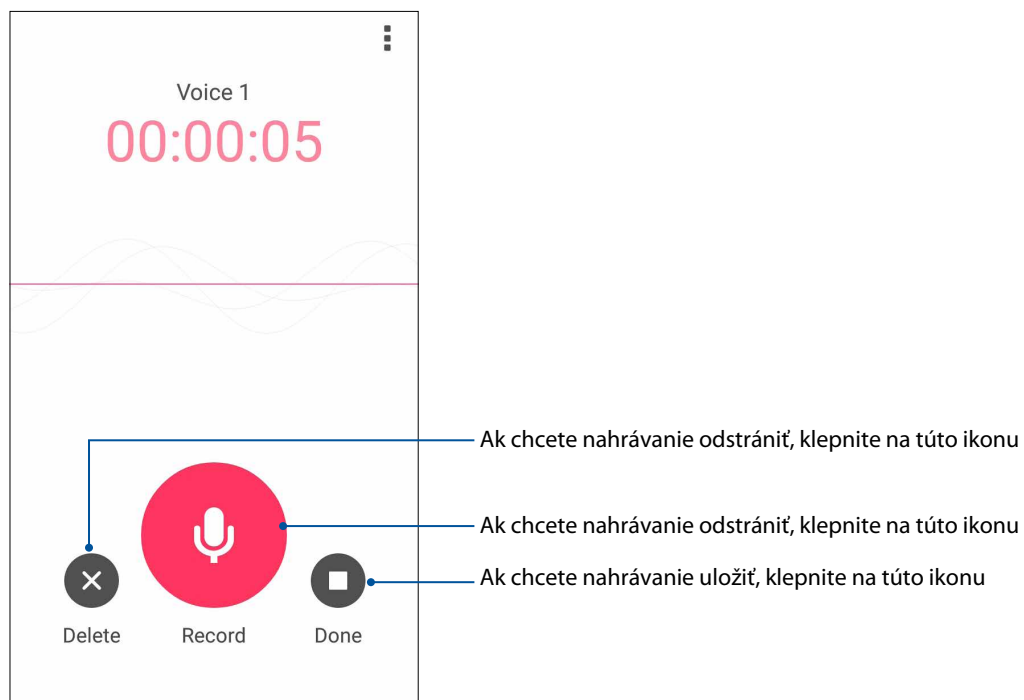 Voice 1
00:00:05
Ak chcete nahrávanie odstrániť, klepnite na túto ikonu
Ak chcete nahrávanie odstrániť, klepnite na túto ikonu
Ak chcete nahrávanie uložiť, klepnite na túto ikonu
Delete Record Done